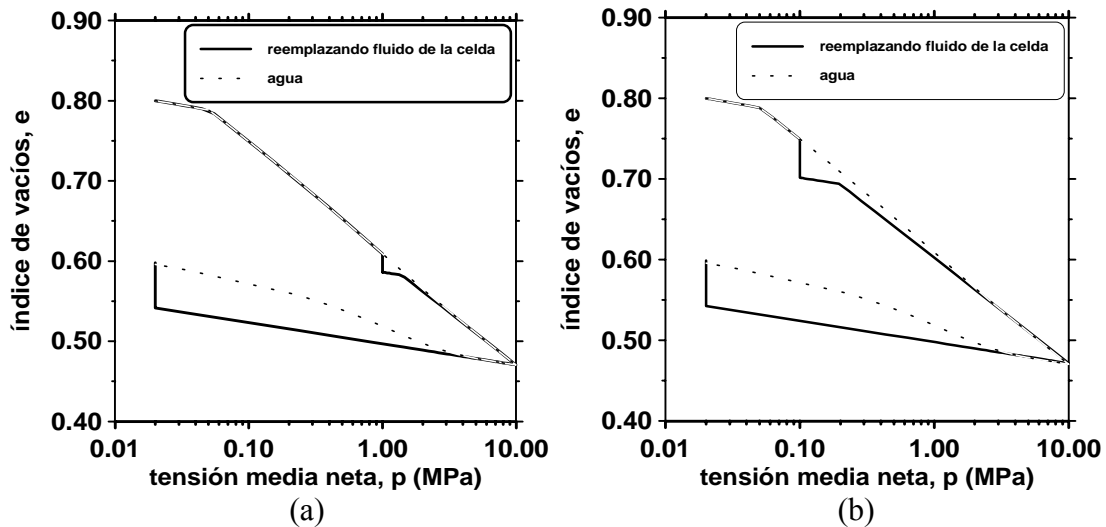 0.90
0.80
0.70
0.60
0.50
0.40
índice de vacíos, e
reemplazando fluido de la celda
agua
0.01
0.10
1.00
10.00
tensión media neta, p (MPa)
(a)
0.90
0.80
0.70
0.60
0.50
0.40
índice de vacíos, e
reemplazando fluido de la celda
agua
0.01
0.10
1.00
10.00
tensión media neta, p (MPa)
(b)